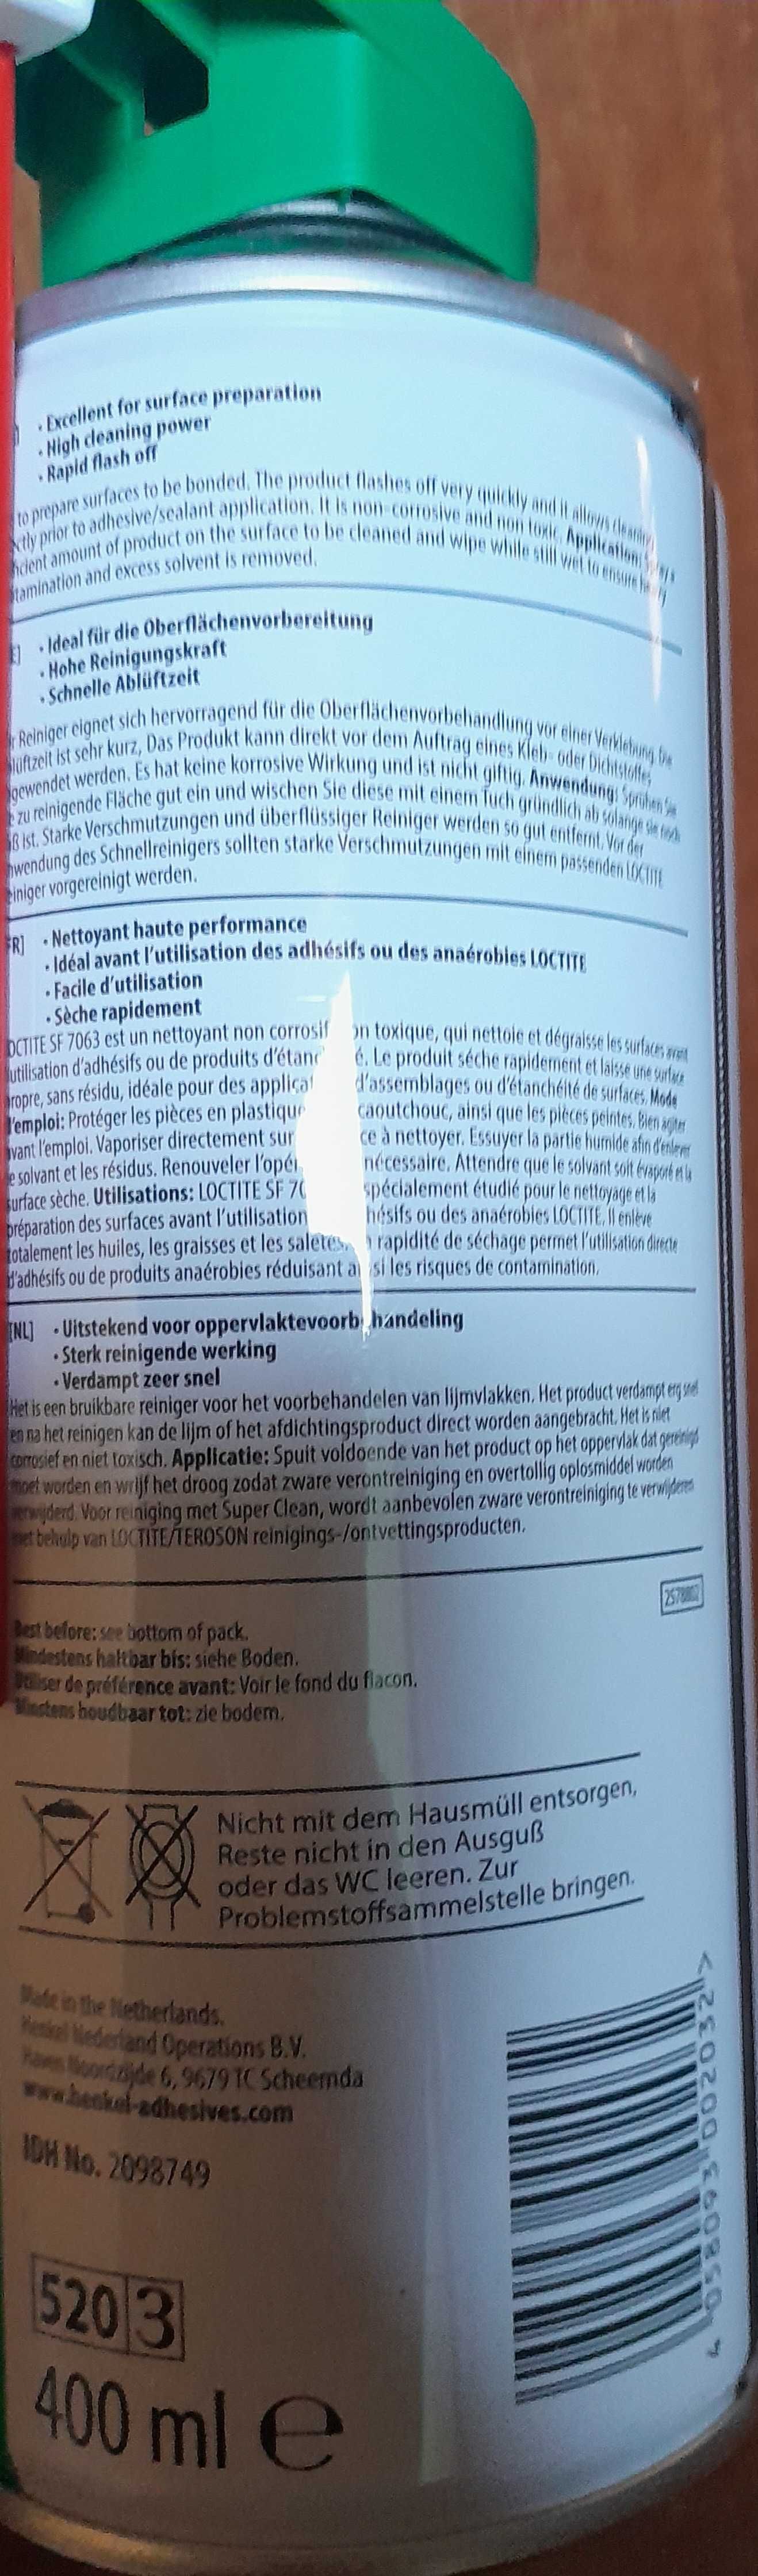 · Excellent for surface preparation
· High cleaning power
· Rapid flash off
to prepare surfaces to be bonded. The product flashes off very quickly and it allows cleaning
prior to adhesive/sealant application. It is non-corrosive and non toxic. Application:
amount of product on the surface to be cleaned and wipe while still wet to ensure
and excess solvent is removed.
· Ideal für die Oberflächenvorbereitung
· Hohe Reinigungskraft
· Schnelle Ablüftzeit
Reiniger eignet sich hervorragend für die Oberflächenvorbehandlung vor einer Verklebung. Die
ist sehr kurz, Das Produkt kann direkt vor dem Auftrag eines Kleb- oder Dichtstoffes
werden. Es hat keine korrosive Wirkung und ist nicht giftig. Anwendung: Sprühen Sie
zu reinigende Fläche gut ein und wischen Sie diese mit einem Tuch gründlich ab solange sie noch
ist. Starke Verschmutzungen und überflüssiger Reiniger werden so gut entfernt. Vor der
des Schnellreinigers sollten starke Verschmutzungen mit einem passenden LOCTITE
vorgereinigt werden.
· Nettoyant haute performance
· Idéal avant l'utilisation des adhésifs ou des anaérobies LOCTITE
· Facile d'utilisation
· Sèche rapidement
SF 7063 est un nettoyant non corrosif toxique, qui nettoie et dégraisse les surfaces avant
utilisation d'adhésifs ou de produits Le produit séche rapidement et laisse une surface
sans résidu, idéale pour des d'assemblages ou d'étanchéité de surfaces. Mode
l'emploi: Protéger les pièces en caoutchouc, ainsi que les pièces peintes. Bien agiter
avant l'emploi. Vaporiser directement sur à nettoyer. Essuyer la partie humide afin d'enlever
solvant et les résidus. Renouveler nécessaire. Attendre que le solvant soit évaporé et la
surface sèche. Utilisations: LOCTITE SF spécialement étudié pour le nettoyage et la
préparation des surfaces avant l'utilisation ou des anaérobies LOCTITE. Il enlève
totalement les huiles, les graisses et les rapidité de séchage permet l'utilisation directe
d'adhésifs ou de produits anaérobies réduisant les risques de contamination.
[NL] · Uitstekend voor oppervlaktevoorbehandeling
· Sterk reinigende werking
· Verdampt zeer snel
Het is een bruikbare reiniger voor het voorbehandelen van lijmvlakken. Het product verdampt erg snel
en na het reinigen kan de lijm of het afdichtingsproduct direct worden aangebracht. Het is niet
corrosief en niet toxisch. Applicatie: Spuit voldoende van het product op het oppervlak dat gereinigd
moet worden en wrijf het droog zodat zware verontreiniging en overtollig oplosmiddel worden
verwijderd. Voor reiniging met Super Clean, wordt aanbevolen zware verontreiniging te verwijderen
met behulp van LOCTITE/TEROSON reinigings-/ontvettingsproducten.
Best before: see bottom of pack.
Mindestens haltbar bis: siehe Boden.
Utiliser de préférence avant: Voir le fond du flacon.
Minstens houdbaar tot: zie bodem.
Nicht mit dem Hausmüll entsorgen,
Reste nicht in den Ausguß
oder das WC leeren. Zur
Problemstoffsammelstelle bringen.
Made in the Netherlands.
Henkel Nederland Operations B.V.
Haven Noordzijde 6, 9679 TC Scheemda
www.henkel-adhesives.com
IDH No. 2098749
520 3
400 ml e
4 058093 002032 >